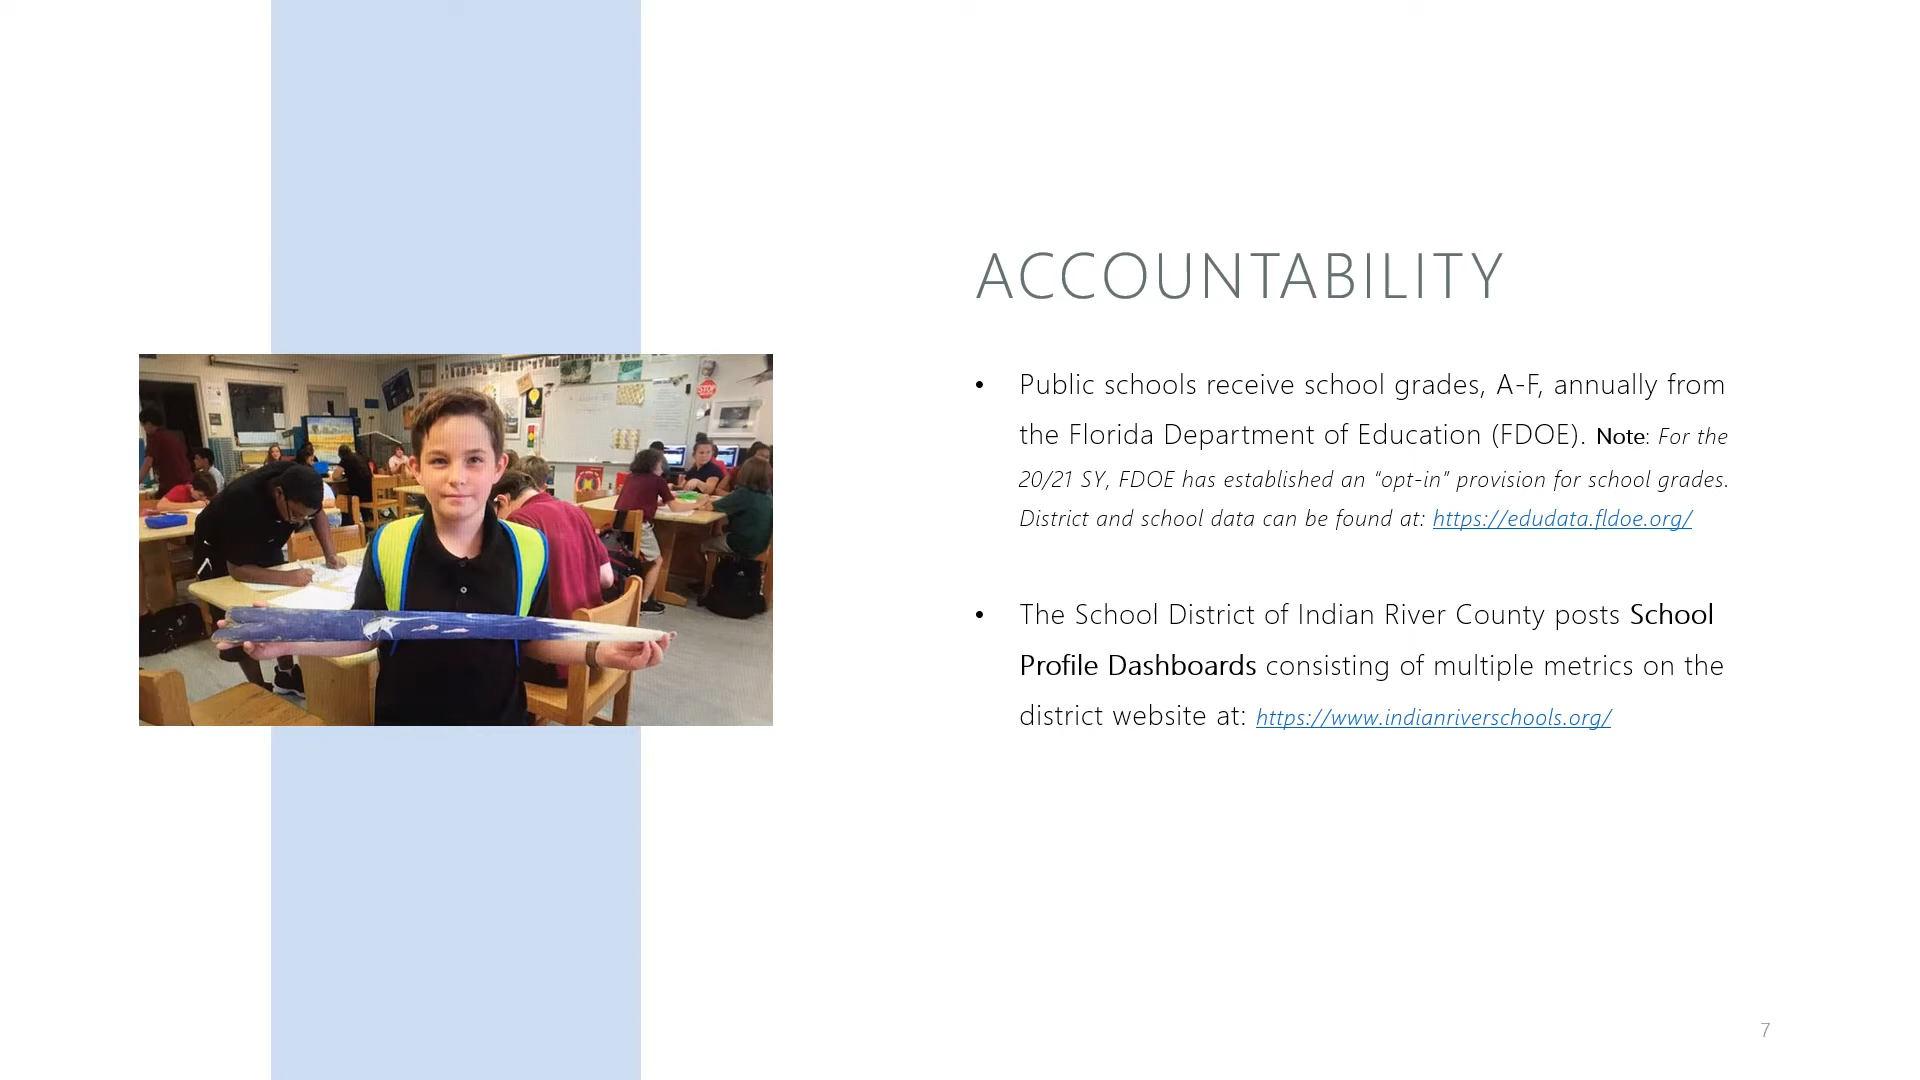 ACCOUNTABILITY
• Public schools receive school grades, A-F, annually from
the Florida Department of Education (FDOE). Note: For the
20/21 SY, FDOE has established an “opt-in” provision for school grades.
District and school data can be found at: https://edudata.fldoe.org/
• The School District of Indian River County posts School
Profile Dashboards consisting of multiple metrics on the
district website at: https://www.indianriverschools.org/
STOP
7